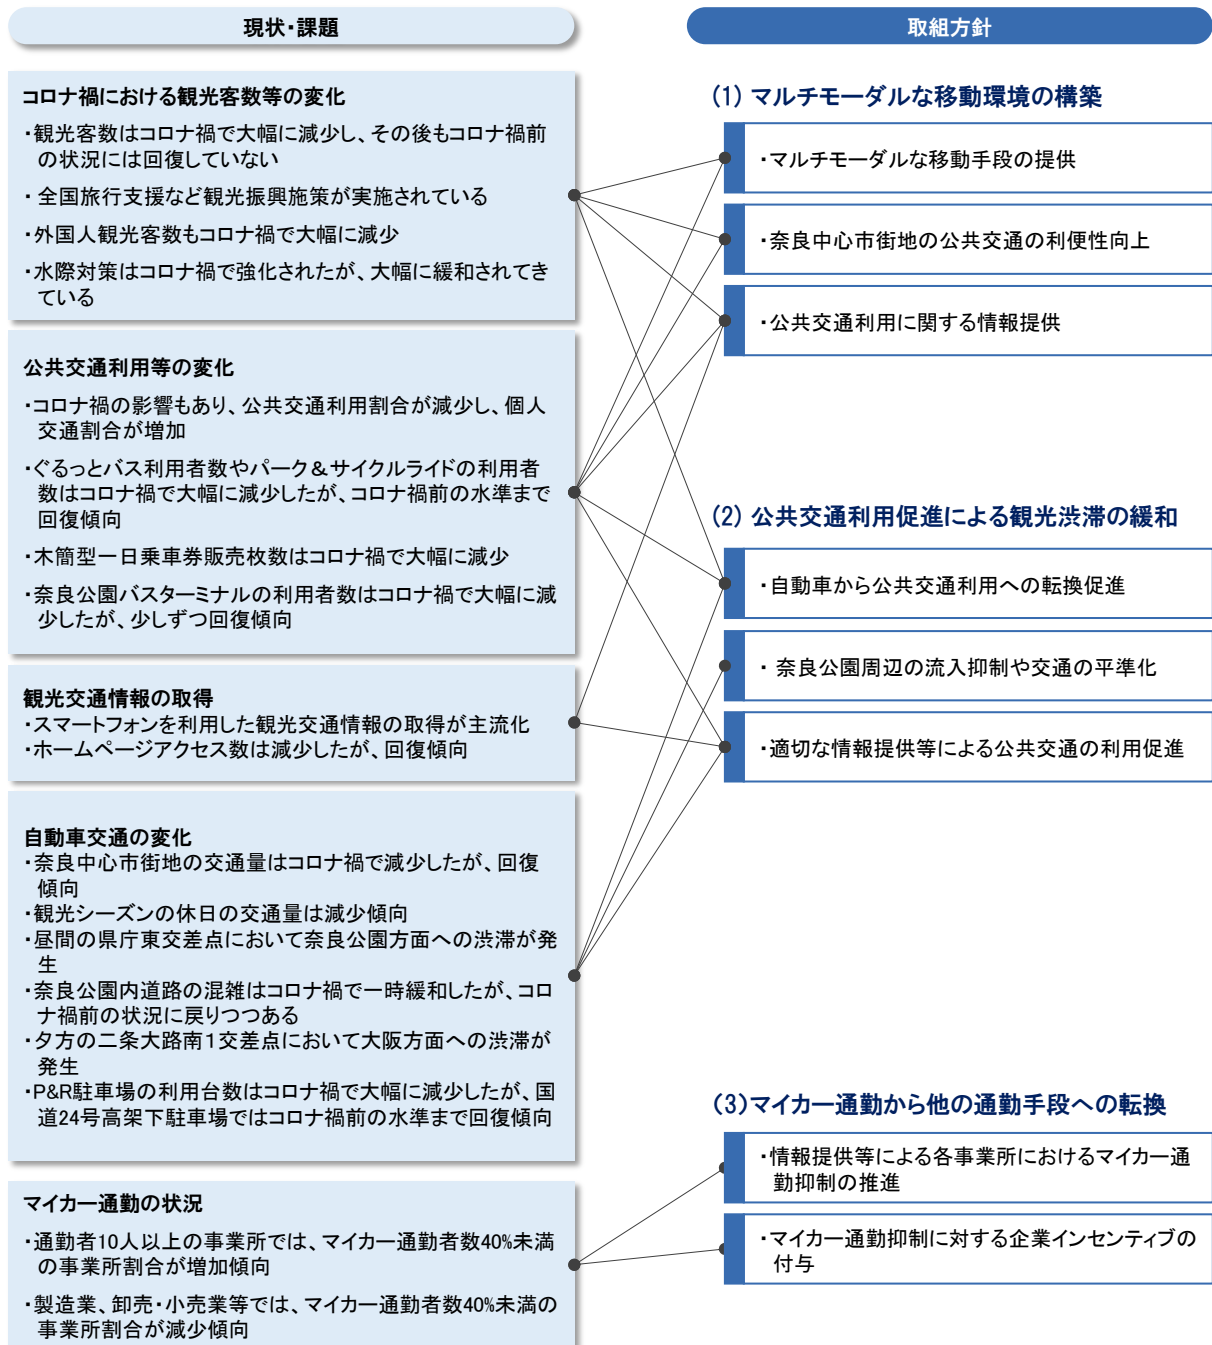 現状・課題
コロナ禍における観光客数等の変化
・観光客数はコロナ禍で大幅に減少し、その後もコロナ禍前
の状況には回復していない
・ 全国旅行支援など観光振興施策が実施されている
・外国人観光客数もコロナ禍で大幅に減少
・水際対策はコロナ禍で強化されたが、大幅に緩和されてき
ている
公共交通利用等の変化
・コロナ禍の影響もあり、公共交通利用割合が減少し、個人
交通割合が増加
・ぐるっとバス利用者数やパーク＆サイクルライドの利用者
数はコロナ禍で大幅に減少したが、コロナ禍前の水準まで
回復傾向
・木簡型一日乗車券販売枚数はコロナ禍で大幅に減少
・奈良公園バスターミナルの利用者数はコロナ禍で大幅に減
少したが、少しずつ回復傾向
観光交通情報の取得
・スマートフォンを利用した観光交通情報の取得が主流化
・ホームページアクセス数は減少したが、回復傾向
自動車交通の変化
・奈良中心市街地の交通量はコロナ禍で減少したが、回復
傾向
・観光シーズンの休日の交通量は減少傾向
・昼間の県庁東交差点において奈良公園方面への渋滞が発
生
・奈良公園内道路の混雑はコロナ禍で一時緩和したが、コロ
ナ禍前の状況に戻りつつある
・夕方の二条大路南１交差点において大阪方面への渋滞が
発生
・P&R駐車場の利用台数はコロナ禍で大幅に減少したが、国
道24号高架下駐車場ではコロナ禍前の水準まで回復傾向
マイカー通勤の状況
・通勤者10人以上の事業所では、マイカー通勤者数40%未満
の事業所割合が増加傾向
・製造業、卸売・小売業等では、マイカー通勤者数40%未満の
事業所割合が減少傾向
取組方針
(1) マルチモーダルな移動環境の構築
・マルチモーダルな移動手段の提供
・奈良中心市街地の公共交通の利便性向上
・公共交通利用に関する情報提供
(2) 公共交通利用促進による観光渋滞の緩和
・自動車から公共交通利用への転換促進
・ 奈良公園周辺の流入抑制や交通の平準化
・適切な情報提供等による公共交通の利用促進
(3)マイカー通勤から他の通勤手段への転換
・情報提供等による各事業所におけるマイカー通
勤抑制の推進
・マイカー通勤抑制に対する企業インセンティブの
付与